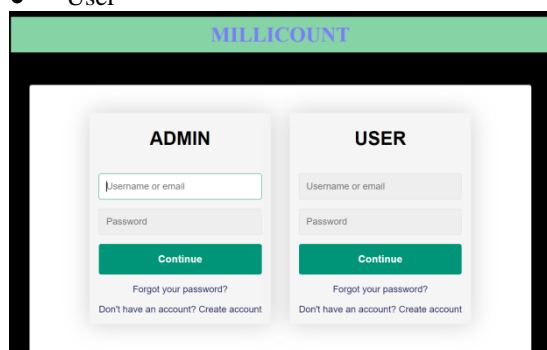 User
MILLICOUNT
ADMIN
Username or email
Password
Continue
Forgot your password?
Don't have an account? Create account
USER
Username or email
Password
Continue
Forgot your password?
Don't have an account? Create account